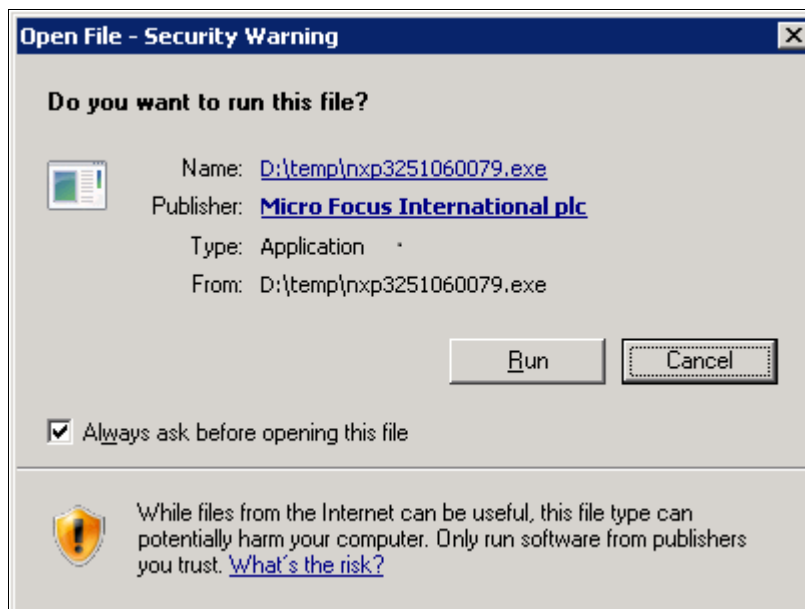 Open File - Security Warning
Do you want to run this file?
Name: D:\temp\nxp3251060079.exe
Publisher: Micro Focus International plc
Type: Application
From: D:\temp\nxp3251060079.exe
Run Cancel
Always ask before opening this file
While files from the Internet can be useful, this file type can
potentially harm your computer. Only run software from publishers
you trust. What's the risk?